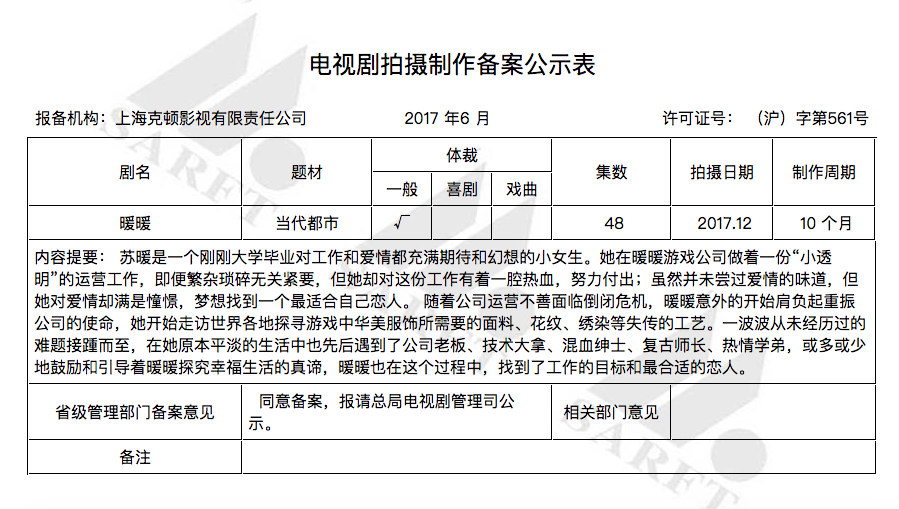 电视剧拍摄制作备案公示表
报备机构：上海克顿影视有限责任公司 2017 年6 月 许可证号： （沪）字第561号
剧名 题材 体裁 集数 拍摄日期 制作周期
一般 喜剧 戏曲
暖暖 当代都市 √ 48 2017.12 10 个月
内容提要： 苏暖是一个刚刚大学毕业对工作和爱情都充满期待和幻想的小女生。她在暖暖游戏公司做着一份“小透
明”的运营工作，即便繁杂琐碎无关紧要，但她却对这份工作有着一腔热血，努力付出；虽然并未尝过爱情的味道，但
她对爱情却满是憧憬，梦想找到一个最适合自己恋人。 随着公司运营不善面临倒闭危机，暖暖意外的开始肩负起重振
公司的使命，她开始走访世界各地探寻游戏中华美服饰所需要的面料、花纹、绣染等失传的工艺。一波波从未经历过的
难题接踵而至，在她原本平淡的生活中也先后遇到了公司老板、技术大拿、混血绅士、复古师长、热情学弟，或多或少
地鼓励和引导着暖暖探究幸福生活的真谛，暖暖也在这个过程中，找到了工作的目标和最合适的恋人。
省级管理部门备案意见 同意备案，报请总局电视剧管理司公 相关部门意见
示。
备注
SARFT
SARFT